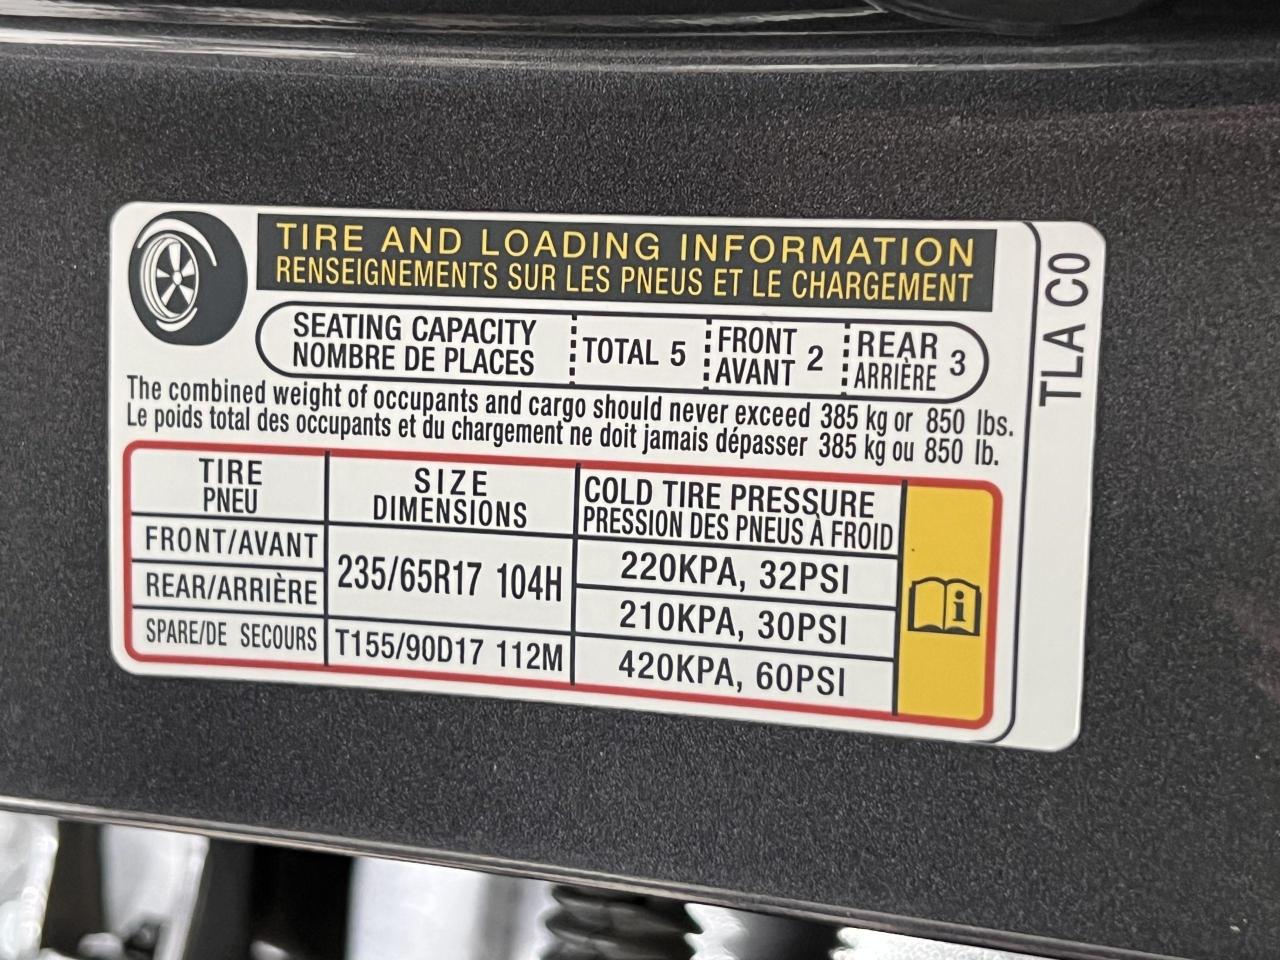 TIRE AND LOADING INFORMATION
RENSEIGNEMENTS SUR LES PNEUS ET LE CHARGEMENT
SEATING CAPACITY
NOMBRE DE PLACES
TOTAL 5
FRONT
AVANT
2
REAR
ARRIÈRE
3
The combined weight of occupants and cargo should never exceed 385 kg or 850 lbs.
Le poids total des occupants et du chargement ne doit jamais dépasser 385 kg ou 850 lb.
TIRE
PNEU
SIZE
DIMENSIONS
COLD TIRE PRESSURE
PRESSION DES PNEUS À FROID
FRONT/AVANT
REAR/ARRIÈRE
235/65R17 104H
220KPA, 32PSI
210KPA, 30PSI
SPARE/DE SECOURS
T155/90D17 112M
420KPA, 60PSI
i
TLA C0